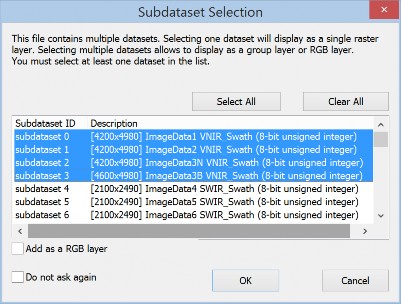 Subdataset Selection
This file contains multiple datasets. Selecting one dataset will display as a single raster
layer. Selecting multiple datasets allows to display as a group layer or RGB layer.
You must select at least one dataset in the list.
Select All Clear All
Subdataset ID Description
subdataset 0 [4200x4980] ImageData1 VNIR_Swath (8-bit unsigned integer)
subdataset 1 [4200x4980] ImageData2 VNIR_Swath (8-bit unsigned integer)
subdataset 2 [4200x4980] ImageData3N VNIR_Swath (8-bit unsigned integer)
subdataset 3 [4600x4980] ImageData3B VNIR_Swath (8-bit unsigned integer)
subdataset 4 [2100x2490] ImageData4 SWIR_Swath (8-bit unsigned integer)
subdataset 5 [2100x2490] ImageData5 SWIR_Swath (8-bit unsigned integer)
subdataset 6 [2100x2490] ImageData6 SWIR_Swath (8-bit unsigned integer)
Add as a RGB layer
Do not ask again
OK Cancel